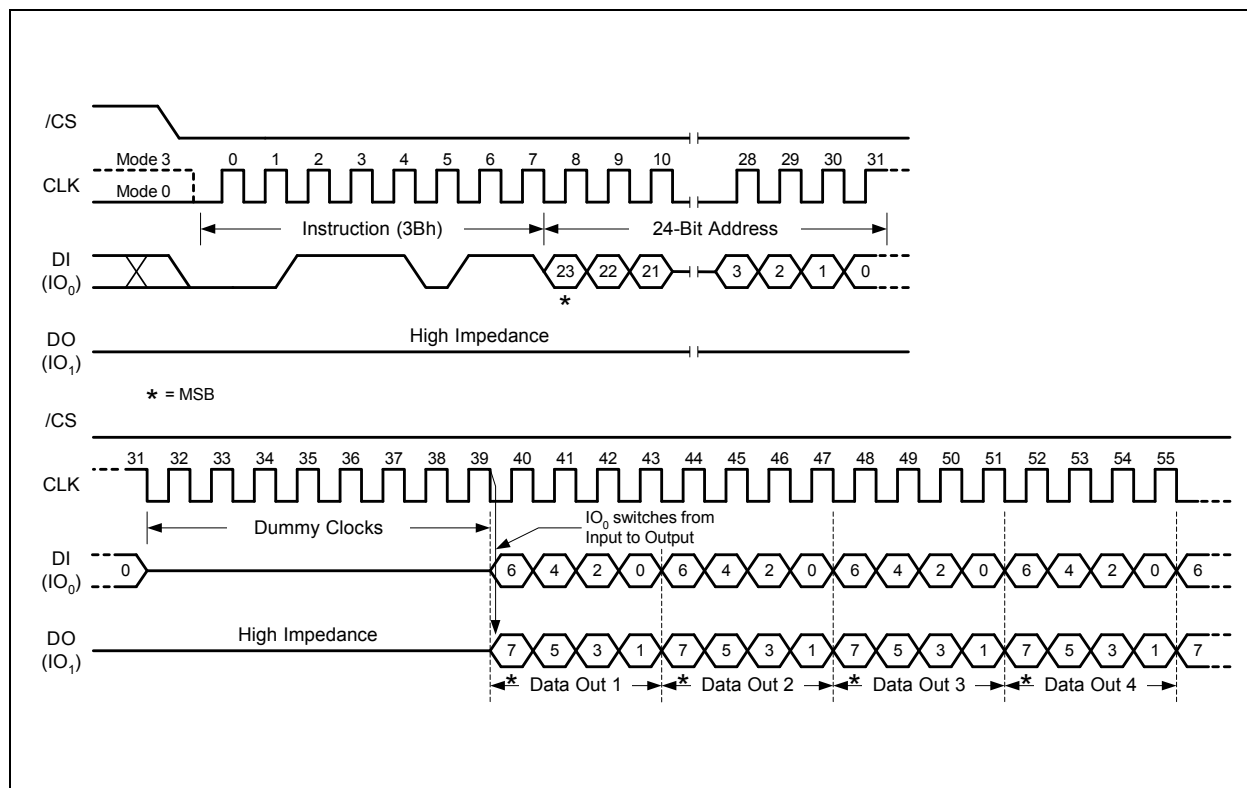 /CS
Mode 3 0 1 2 3 4 5 6 7 8 9 10 28 29 30 31
CLK
Mode 0
Instruction (3Bh) 24-Bit Address
DI
(IO₀)
23 22 21 3 2 1 0
*
High Impedance
DO
(IO₁)
* = MSB
/CS
31 32 33 34 35 36 37 38 39 40 41 42 43 44 45 46 47 48 49 50 51 52 53 54 55
CLK
Dummy Clocks
IO₀ switches from
Input to Output
DI
(IO₀)
0 6 4 2 0 6 4 2 0 6 4 2 0 6 4 2 0 6
High Impedance
DO
(IO₁)
7 5 3 1 7 5 3 1 7 5 3 1 7 5 3 1 7
* Data Out 1 * Data Out 2 * Data Out 3 * Data Out 4